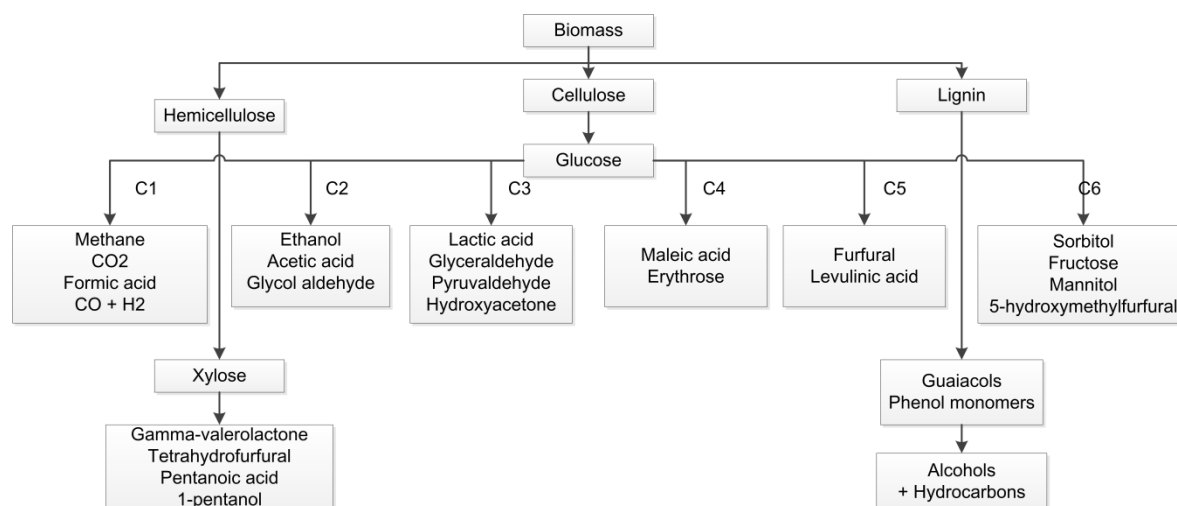 Biomass
Hemicellulose
Cellulose
Lignin
Glucose
C1
C2
C3
C4
C5
C6
Methane
CO2
Formic acid
CO + H2
Ethanol
Acetic acid
Glycol aldehyde
Lactic acid
Glyceraldehyde
Pyruvaldehyde
Hydroxyacetone
Maleic acid
Erythrose
Furfural
Levulinic acid
Sorbitol
Fructose
Mannitol
5-hydroxymethylfurfural
Xylose
Guaiacols
Phenol monomers
Gamma-valerolactone
Tetrahydrofurfural
Pentanoic acid
1-pentanol
Alcohols
+ Hydrocarbons